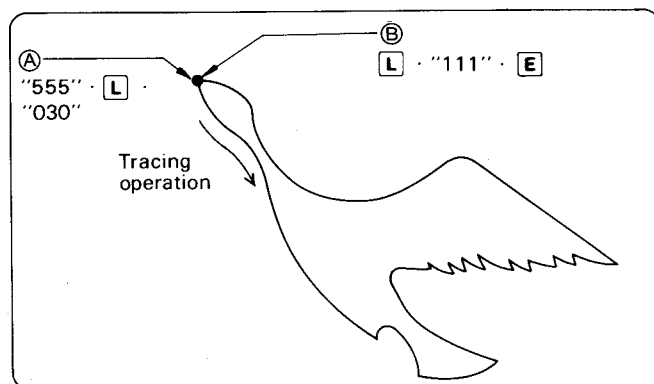 Ⓐ
"555" · L ·
"030"
Ⓑ
L · "111" · E
Tracing
operation